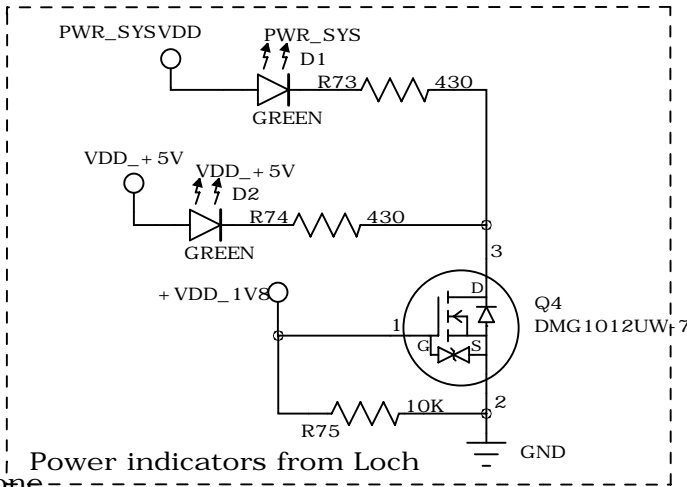 PWR_SYSVDD
PWR_SYS
D1
R73
430
GREEN
VDD_+5V
VDD_+5V
D2
R74
430
GREEN
3
+VDD_1V8
D
Q4
1
DMG1012UW-7
G
S
10K
2
R75
GND
Power indicators from Loch